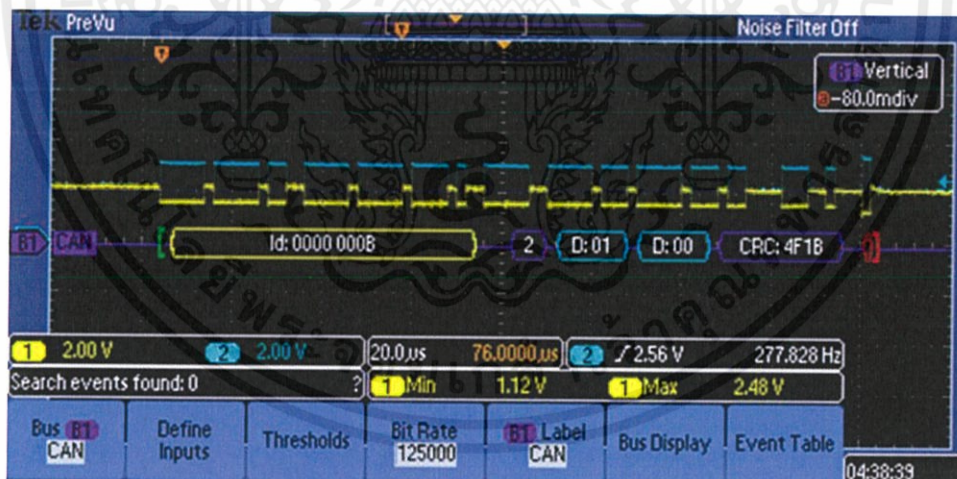 Tek PreVu Noise Filter Off
B1 Vertical
a -80.0mdiv
B1 CAN Id: 0000 000B 2 D: 01 D: 00 CRC: 4F1B
1 2.00 V 2 2.00 V 20.0µs 76.0000µs 2 2.56 V 277.828 Hz
Search events found: 0 ? 1 Min 1.12 V 1 Max 2.48 V
Bus B1 CAN
Define Inputs
Thresholds
Bit Rate 125000
B1 Label CAN
Bus Display
Event Table
04:38:39